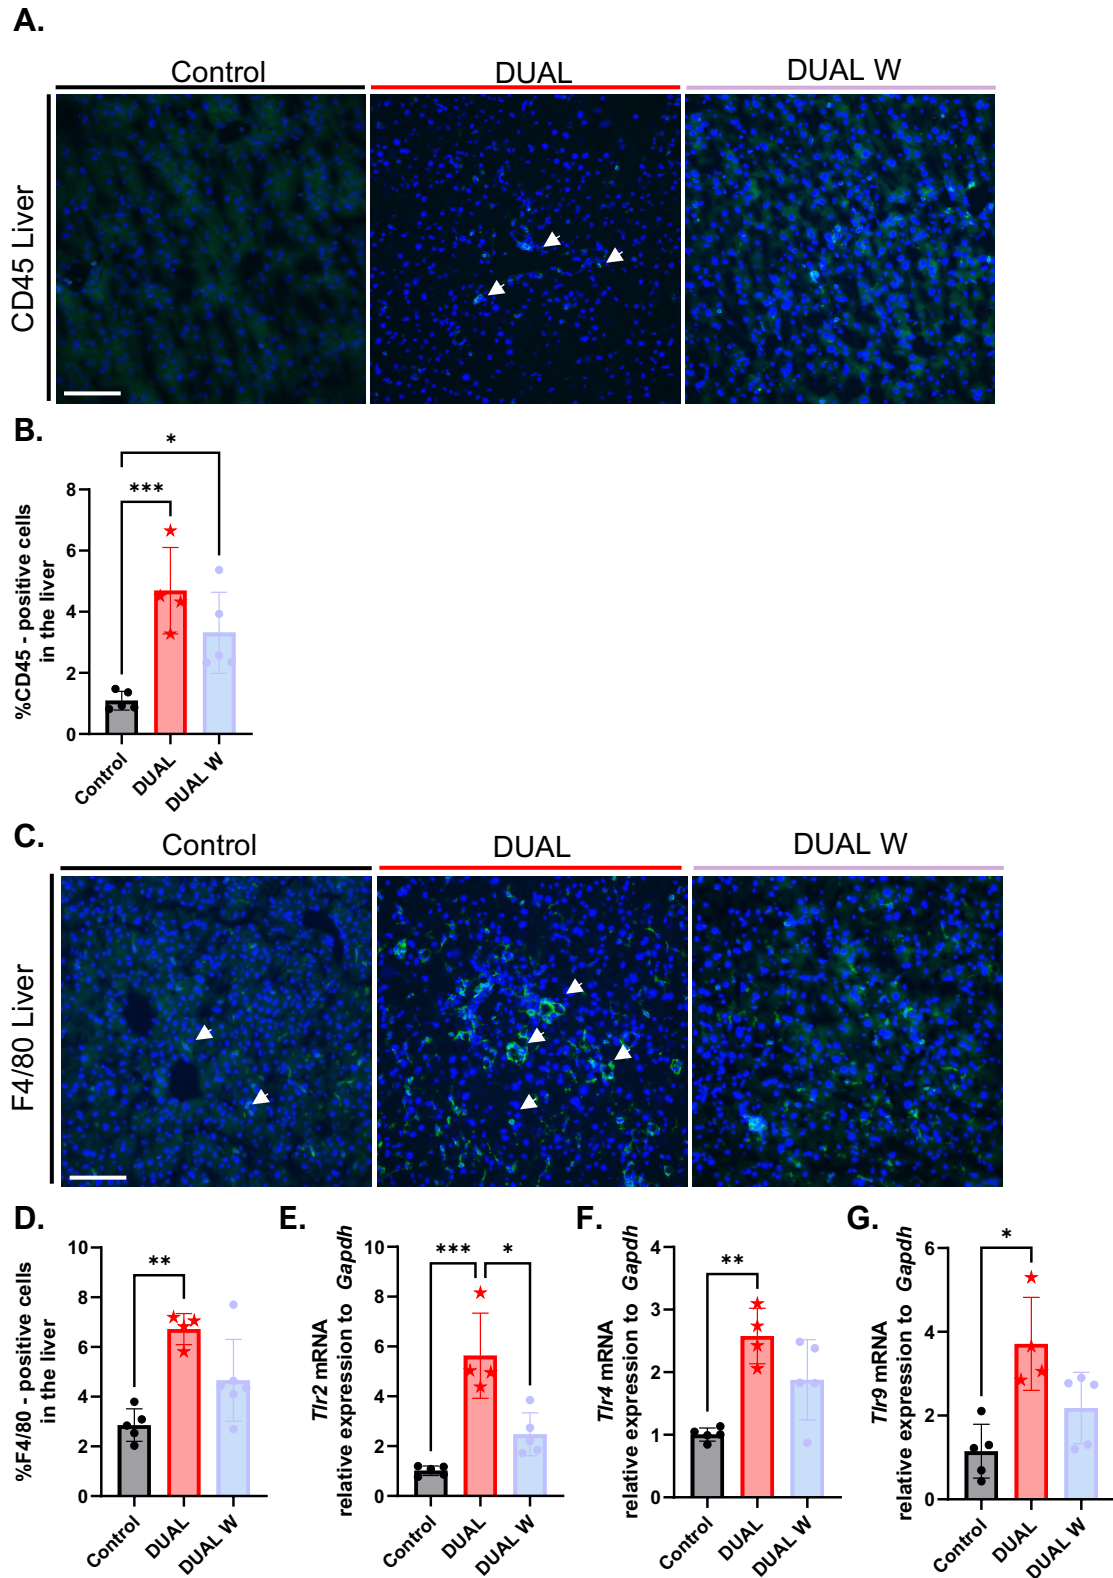 A.
Control
DUAL
DUAL W
CD45 Liver
B.
*
***
%CD45 - positive cells
in the liver
8
6
4
2
0
Control
DUAL
DUAL W
C.
Control
DUAL
DUAL W
F4/80 Liver
D.
**
%F4/80 - positive cells
in the liver
10
8
6
4
2
0
Control
DUAL
DUAL W
E.
***
*
Tlr2 mRNA
relative expression to Gapdh
10
8
6
4
2
0
Control
DUAL
DUAL W
F.
**
Tlr4 mRNA
relative expression to Gapdh
4
3
2
1
0
Control
DUAL
DUAL W
G.
*
Tlr9 mRNA
relative expression to Gapdh
6
4
2
0
Control
DUAL
DUAL W